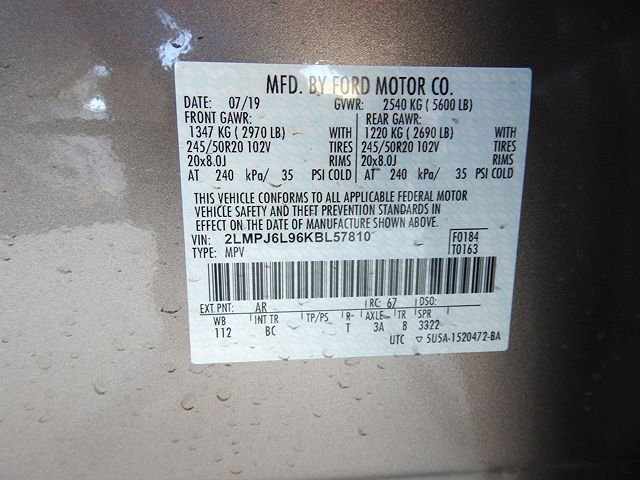 MFD. BY FORD MOTOR CO.
DATE: 07/19 GVWR: 2540 KG ( 5600 LB)
FRONT GAWR: REAR GAWR:
1347 KG ( 2970 LB) WITH 1220 KG ( 2690 LB) WITH
245/50R20 102V TIRES 245/50R20 102V TIRES
20x8.0J RIMS 20x8.0J RIMS
AT 240 kPa/ 35 PSI COLD AT 240 kPa/ 35 PSI COLD
THIS VEHICLE CONFORMS TO ALL APPLICABLE FEDERAL MOTOR
VEHICLE SAFETY AND THEFT PREVENTION STANDARDS IN
EFFECT ON THE DATE OF MANUFACTURE SHOWN ABOVE.
VIN: 2LMPJ6L96KBL57810 F0184
TYPE: MPV T0163
EXT PNT: AR RC: 67 DSO:
WB INT TR TP/PS R- AXLE TR SPR
112 BC T 3A 8 3322
UTC ▽ 5U5A-1520472-BA